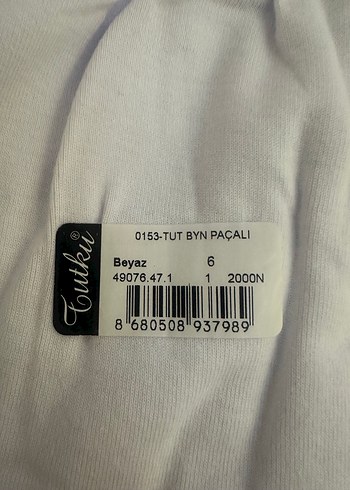 Tutku®
0153-TUT BYN PAÇALI
Beyaz 6
49076.47.1 1 2000N
8 680508 937989